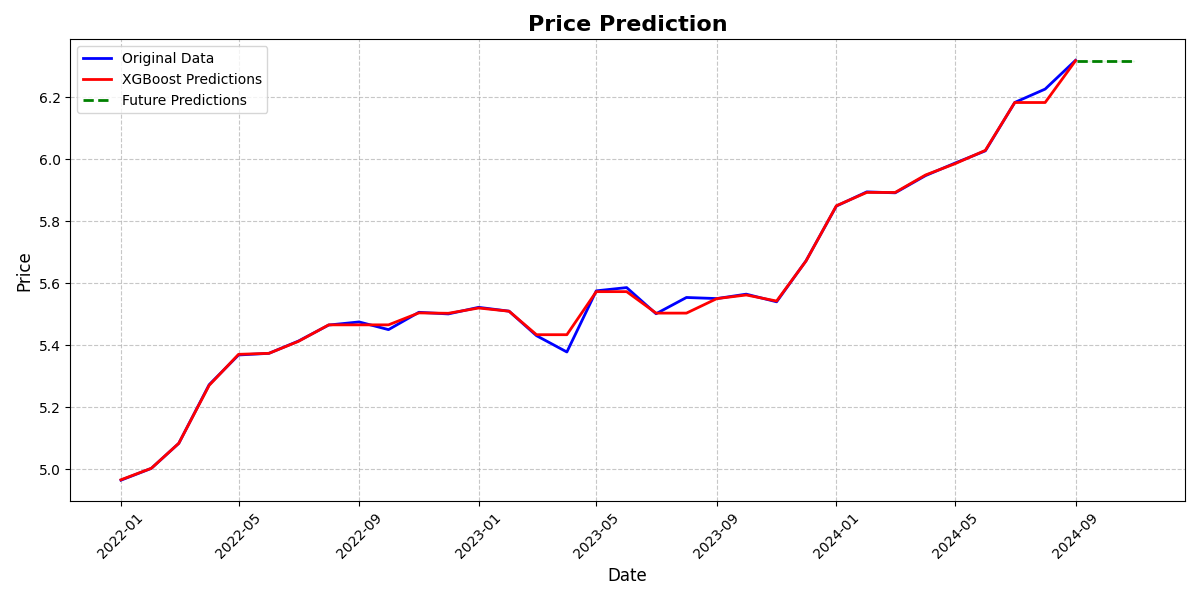 Price Prediction
Original Data
XGBoost Predictions
Future Predictions
Price
6.2
6.0
5.8
5.6
5.4
5.2
5.0
2022-01
2022-05
2022-09
2023-01
2023-05
2023-09
2024-01
2024-05
2024-09
Date